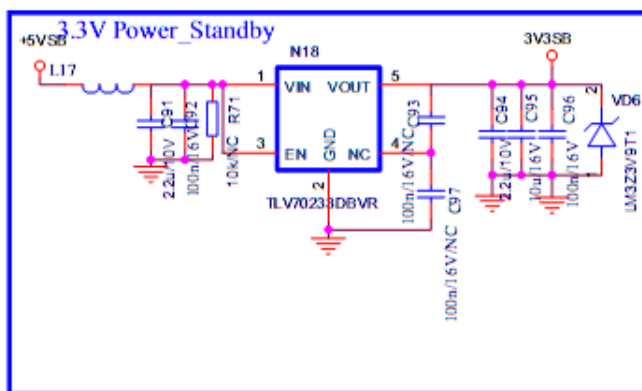 3.3V Power_Standby
+5VSB
L17
N18
3V3SB
1
VIN
VOUT
5
2
VD6
C91
C92
R71
C93
C94
C95
C96
3
EN
GND
NC
4
2.2u/10V
100n/16V
10k/NC
2
TLV70233DBVR
100n/16V/NC
C97
100n/16V/NC
2.2u/10V
10u/16V
100n/16V
1
LM3Z3V9T1